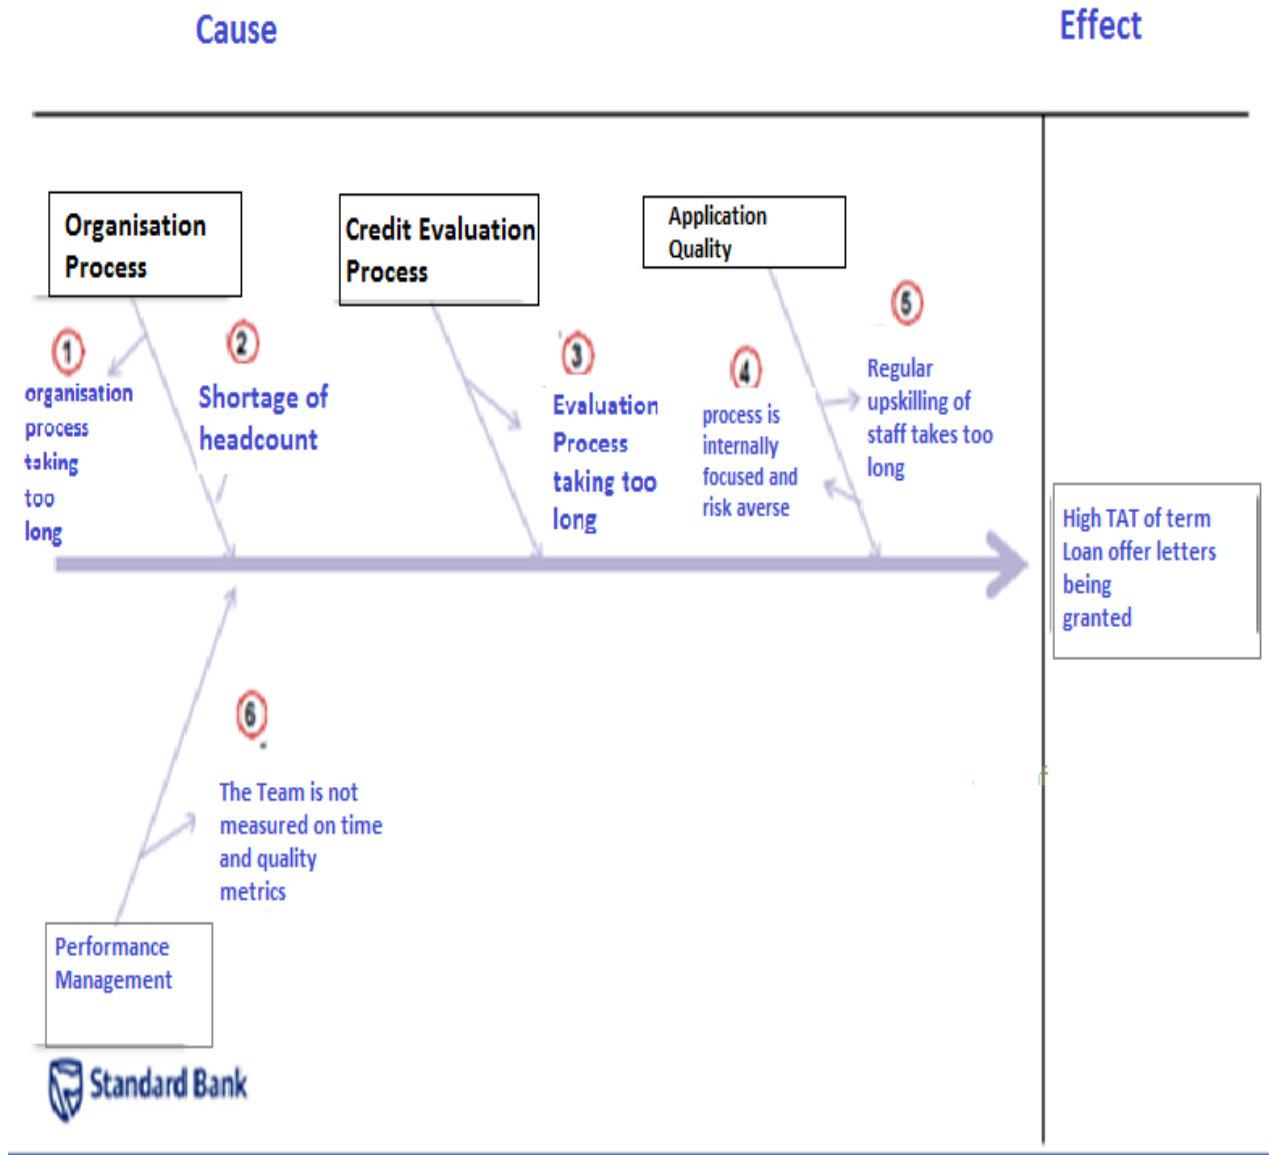 Cause
Effect
Organisation
Process
Credit Evaluation
Process
Application
Quality
1
organisation
process
taking
too
long
2
Shortage of
headcount
3
Evaluation
Process
taking too
long
4
process is
internally
focused and
risk averse
5
Regular
upskilling of
staff takes too
long
High TAT of term
Loan offer letters
being
granted
6
The Team is not
measured on time
and quality
metrics
Performance
Management
Standard Bank